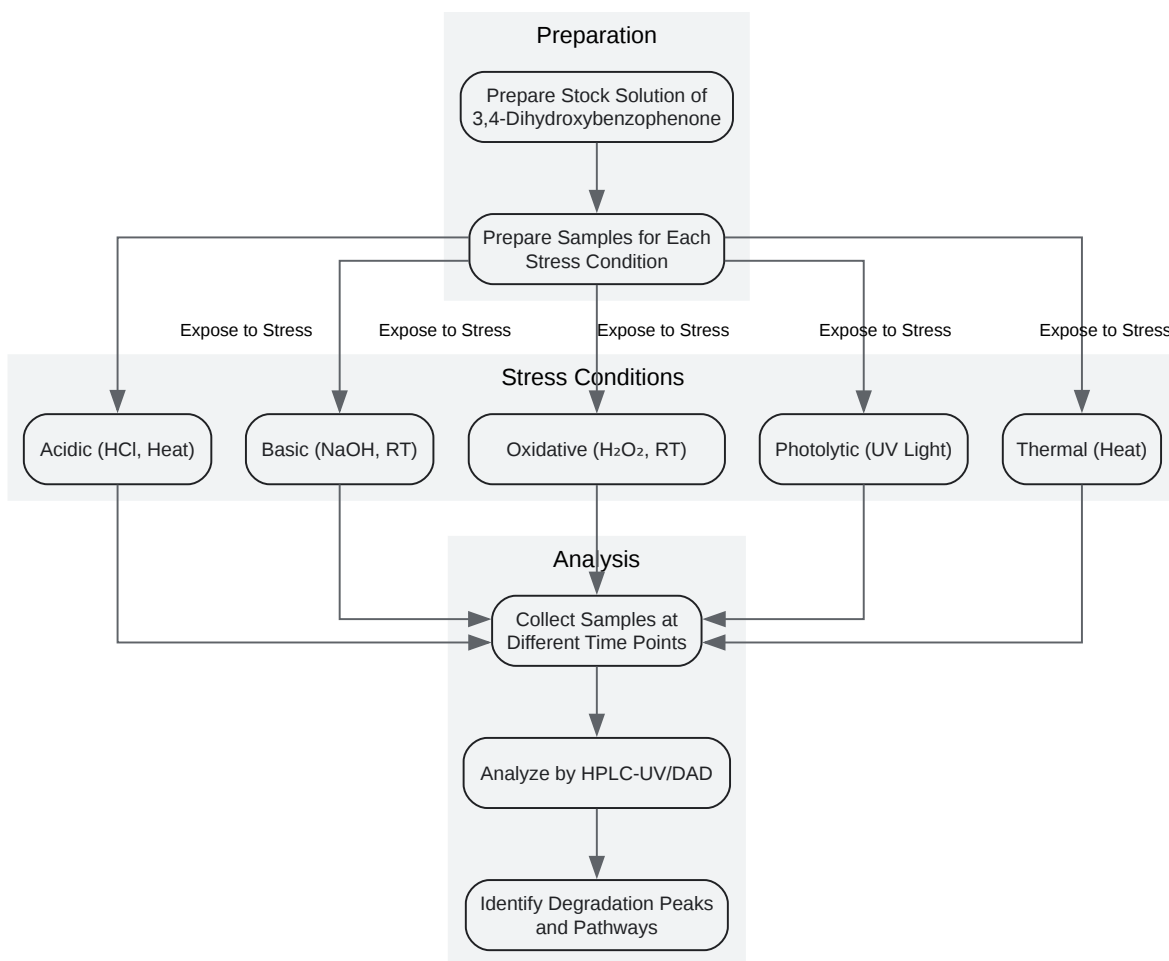 Preparation
Prepare Stock Solution of
3,4-Dihydroxybenzophenone
Prepare Samples for Each
Stress Condition
Expose to Stress
Expose to Stress
Expose to Stress
Expose to Stress
Expose to Stress
Stress Conditions
Acidic (HCl, Heat)
Basic (NaOH, RT)
Oxidative (H₂O₂, RT)
Photolytic (UV Light)
Thermal (Heat)
Analysis
Collect Samples at
Different Time Points
Analyze by HPLC-UV/DAD
Identify Degradation Peaks
and Pathways